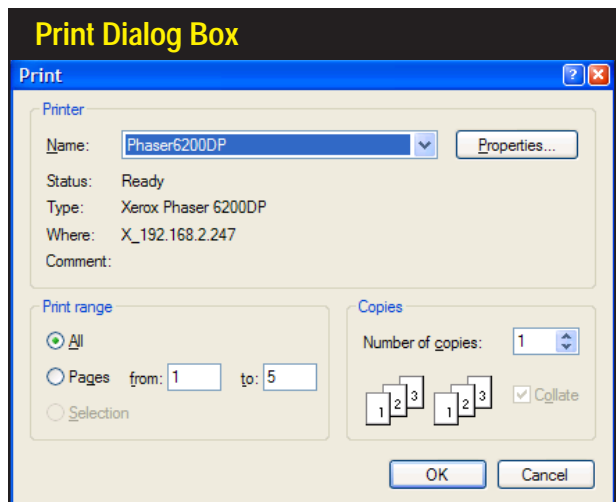 Print Dialog Box
Print
Printer
Name: Phaser6200DP Properties...
Status: Ready
Type: Xerox Phaser 6200DP
Where: X_192.168.2.247
Comment:
Print range
All
Pages from: 1 to: 5
Selection
Copies
Number of copies: 1
1 2 3 1 2 3 Collate
OK Cancel